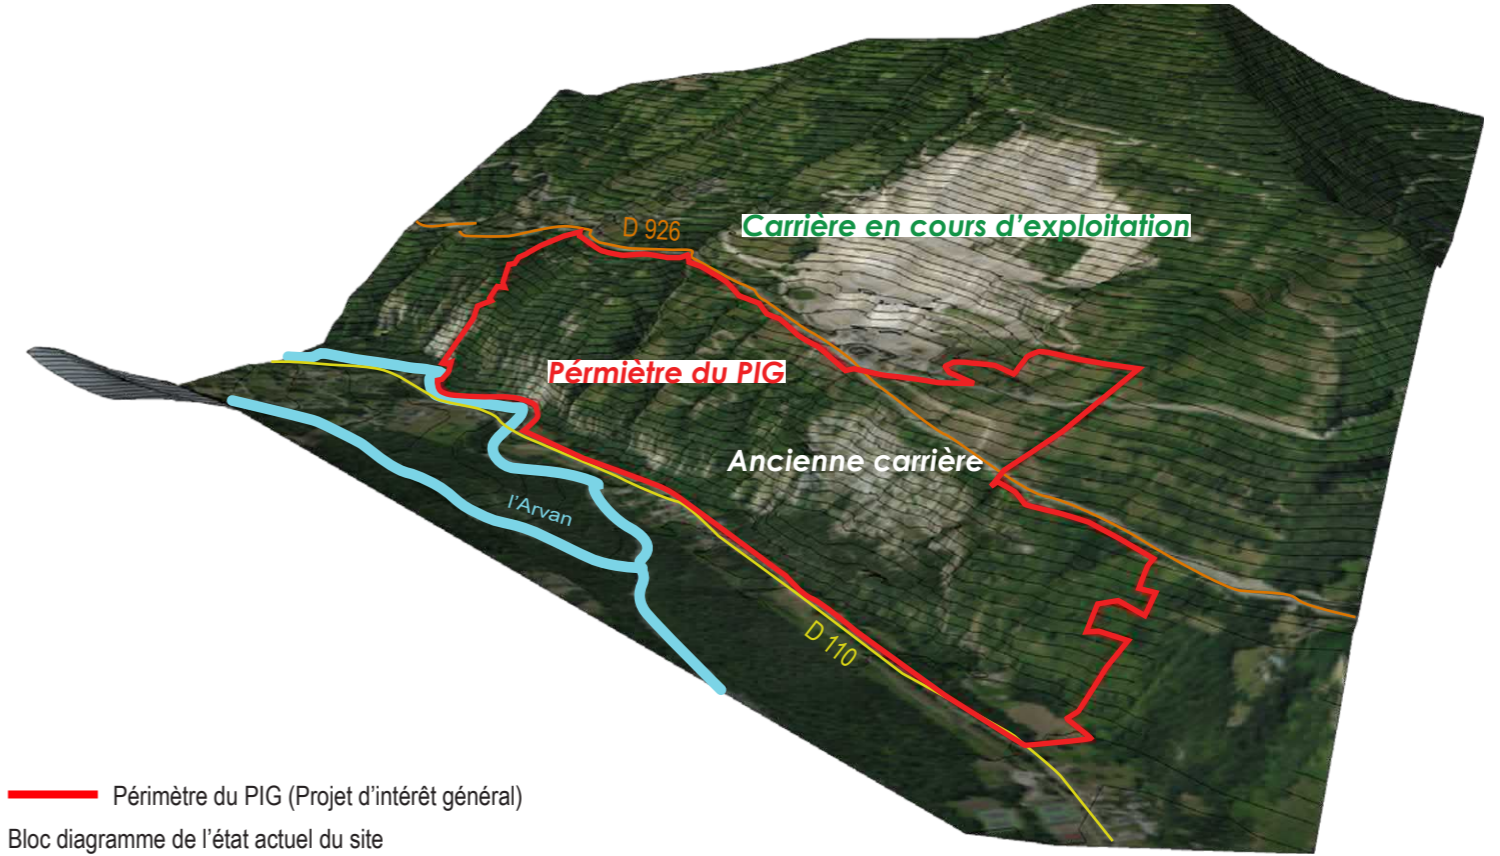 D 926
Carrière en cours d'exploitation
Pérmiètre du PIG
Ancienne carrière
l'Arvan
D 110
Périmètre du PIG (Projet d'intérêt général)
Bloc diagramme de l'état actuel du site